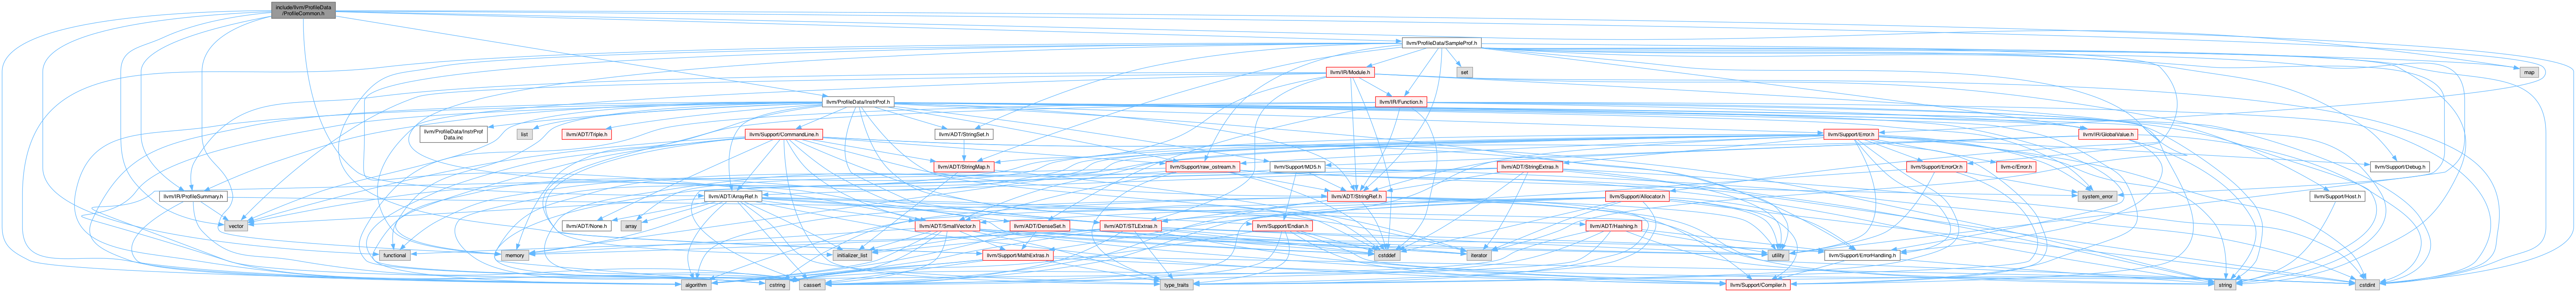 include/llvm/ProfileData
/ProfileCommon.h
llvm/ProfileData/SampleProf.h
llvm/IR/Module.h
set
map
llvm/ProfileData/InstrProf.h
llvm/IR/Function.h
llvm/ProfileData/InstrProf
Data.inc
list
llvm/ADT/Triple.h
llvm/Support/CommandLine.h
llvm/ADT/StringSet.h
llvm/Support/Error.h
llvm/IR/GlobalValue.h
llvm/ADT/StringMap.h
llvm/Support/raw_ostream.h
llvm/Support/MD5.h
llvm/ADT/StringExtras.h
llvm/Support/ErrorOr.h
llvm-c/Error.h
llvm/Support/Debug.h
llvm/IR/ProfileSummary.h
llvm/ADT/ArrayRef.h
llvm/ADT/StringRef.h
llvm/Support/Allocator.h
system_error
llvm/Support/Host.h
vector
llvm/ADT/None.h
array
llvm/ADT/SmallVector.h
llvm/ADT/DenseSet.h
llvm/ADT/STLExtras.h
llvm/Support/Endian.h
llvm/ADT/Hashing.h
functional
memory
initializer_list
llvm/Support/MathExtras.h
cstddef
iterator
utility
llvm/Support/ErrorHandling.h
algorithm
cstring
cassert
type_traits
llvm/Support/Compiler.h
string
cstdint